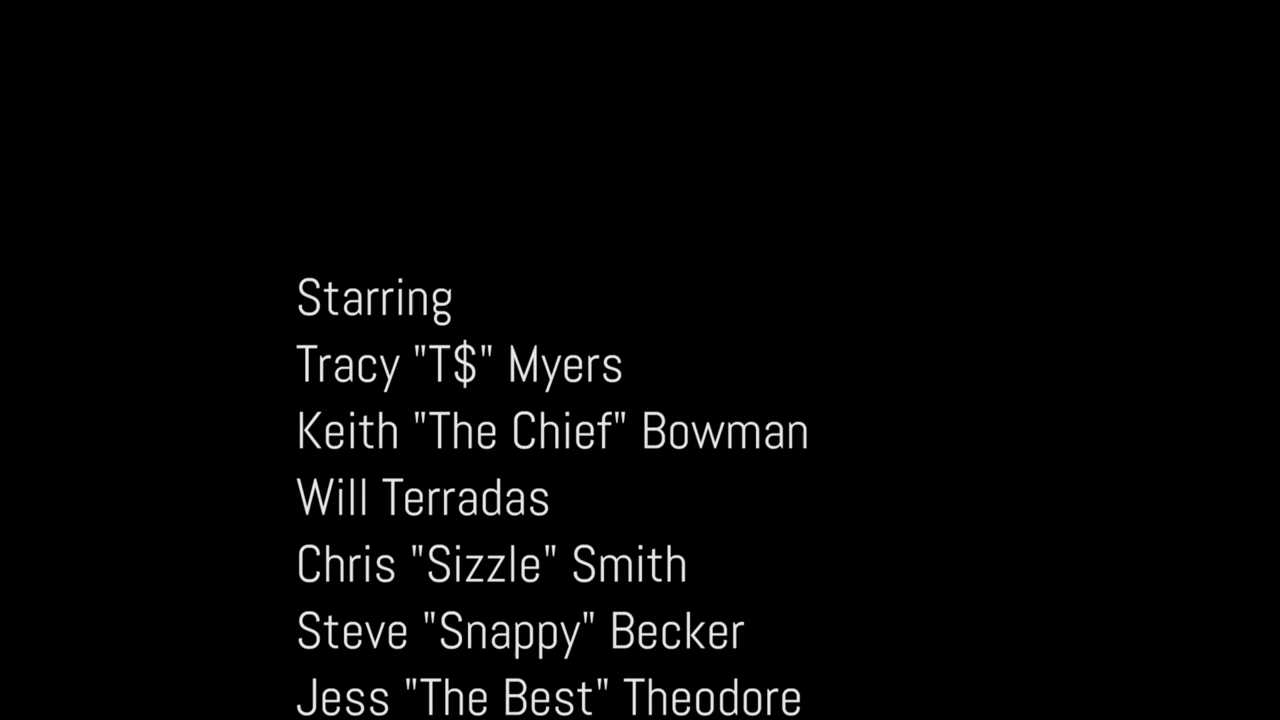 Starring
Tracy "T$" Myers
Keith "The Chief" Bowman
Will Terradas
Chris "Sizzle" Smith
Steve "Snappy" Becker
Jess "The Best" Theodore